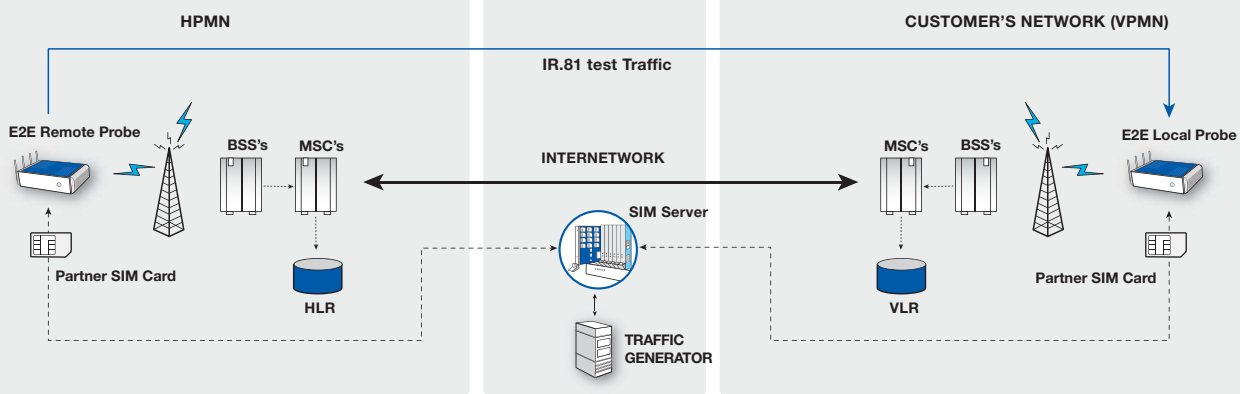 HPMN
CUSTOMER'S NETWORK (VPMN)
IR.81 test Traffic
E2E Remote Probe
BSS's
MSC's
INTERNETWORK
MSC's
BSS's
E2E Local Probe
SIM Server
Partner SIM Card
HLR
VLR
Partner SIM Card
TRAFFIC
GENERATOR